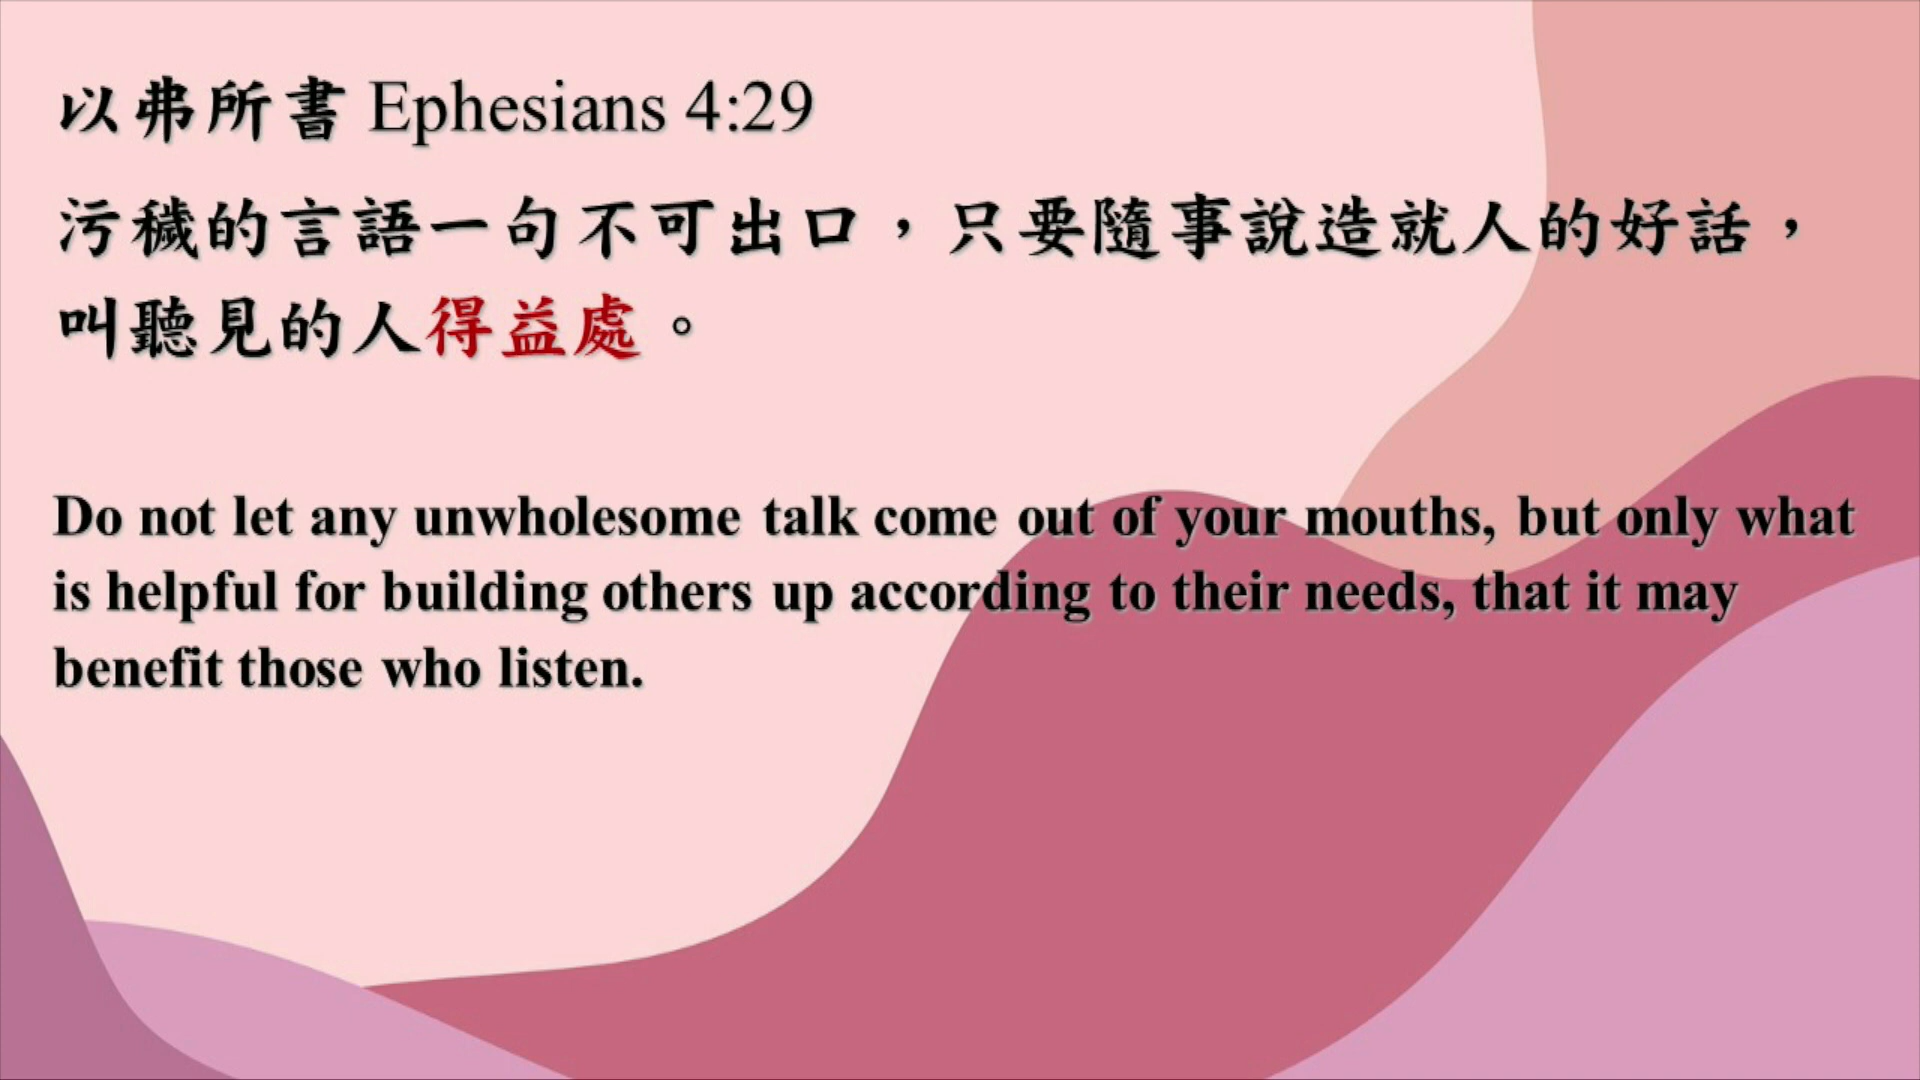 以弗所書 Ephesians 4:29
污穢的言語一句不可出口，只要隨事說造就人的好話，
叫聽見的人得益處。
Do not let any unwholesome talk come out of your mouths, but only what
is helpful for building others up according to their needs, that it may
benefit those who listen.